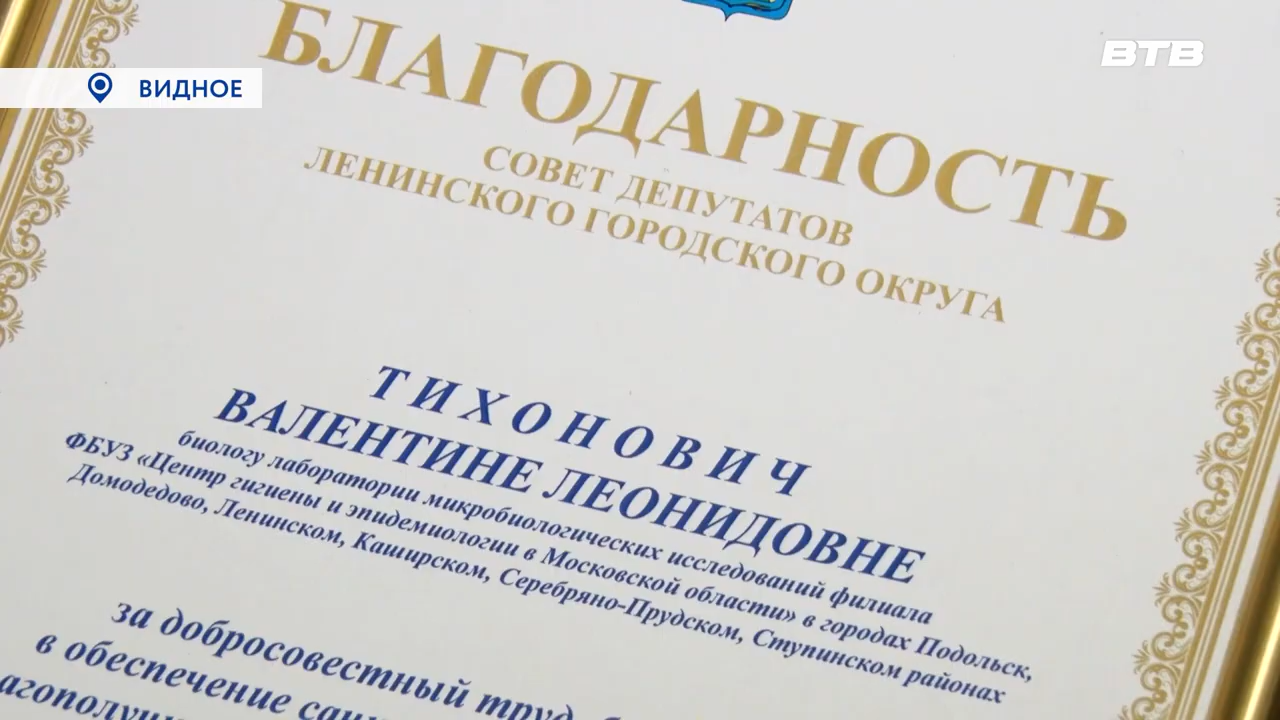 ВТВ
ВИДНОЕ
БЛАГОДАРНОСТЬ
СОВЕТ ДЕПУТАТОВ
ЛЕНИНСКОГО ГОРОДСКОГО ОКРУГА
ТИХОНОВИЧ
ВАЛЕНТИНЕ ЛЕОНИДОВНЕ
биологу лаборатории микробиологических исследований филиала
ФБУЗ «Центр гигиены и эпидемиологии в Московской области» в городах Подольск,
Домодедово, Ленинском, Каширском, Серебряно-Прудском, Ступинском районах
за добросовестный труд,
в обеспечение